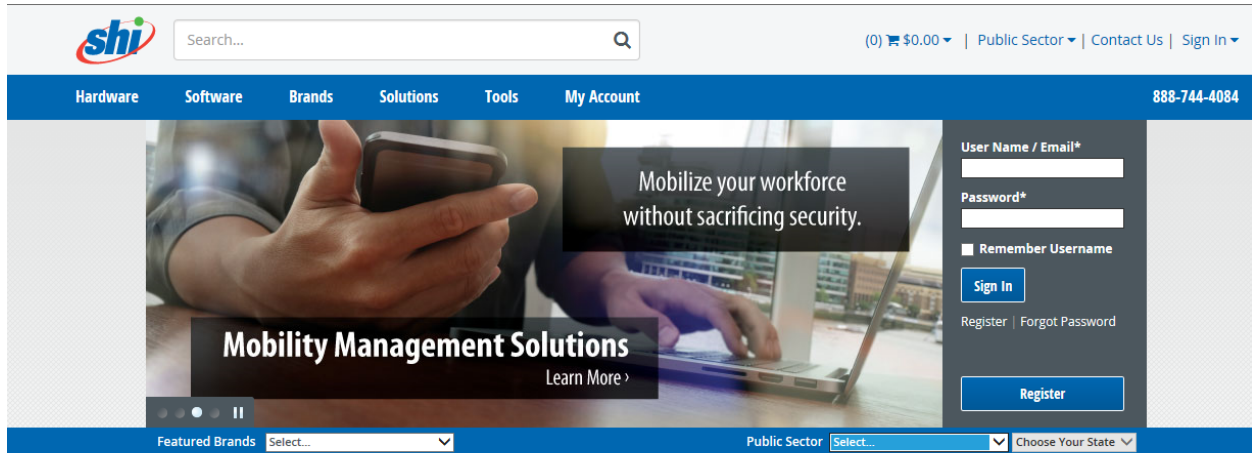 shi
Search...
(0) $0.00 | Public Sector | Contact Us | Sign In
Hardware Software Brands Solutions Tools My Account 888-744-4084
Mobilize your workforce
without sacrificing security.
Mobility Management Solutions
Learn More ›
User Name / Email*
Password*
Remember Username
Sign In
Register | Forgot Password
Register
Featured Brands Select... Public Sector Select... Choose Your State